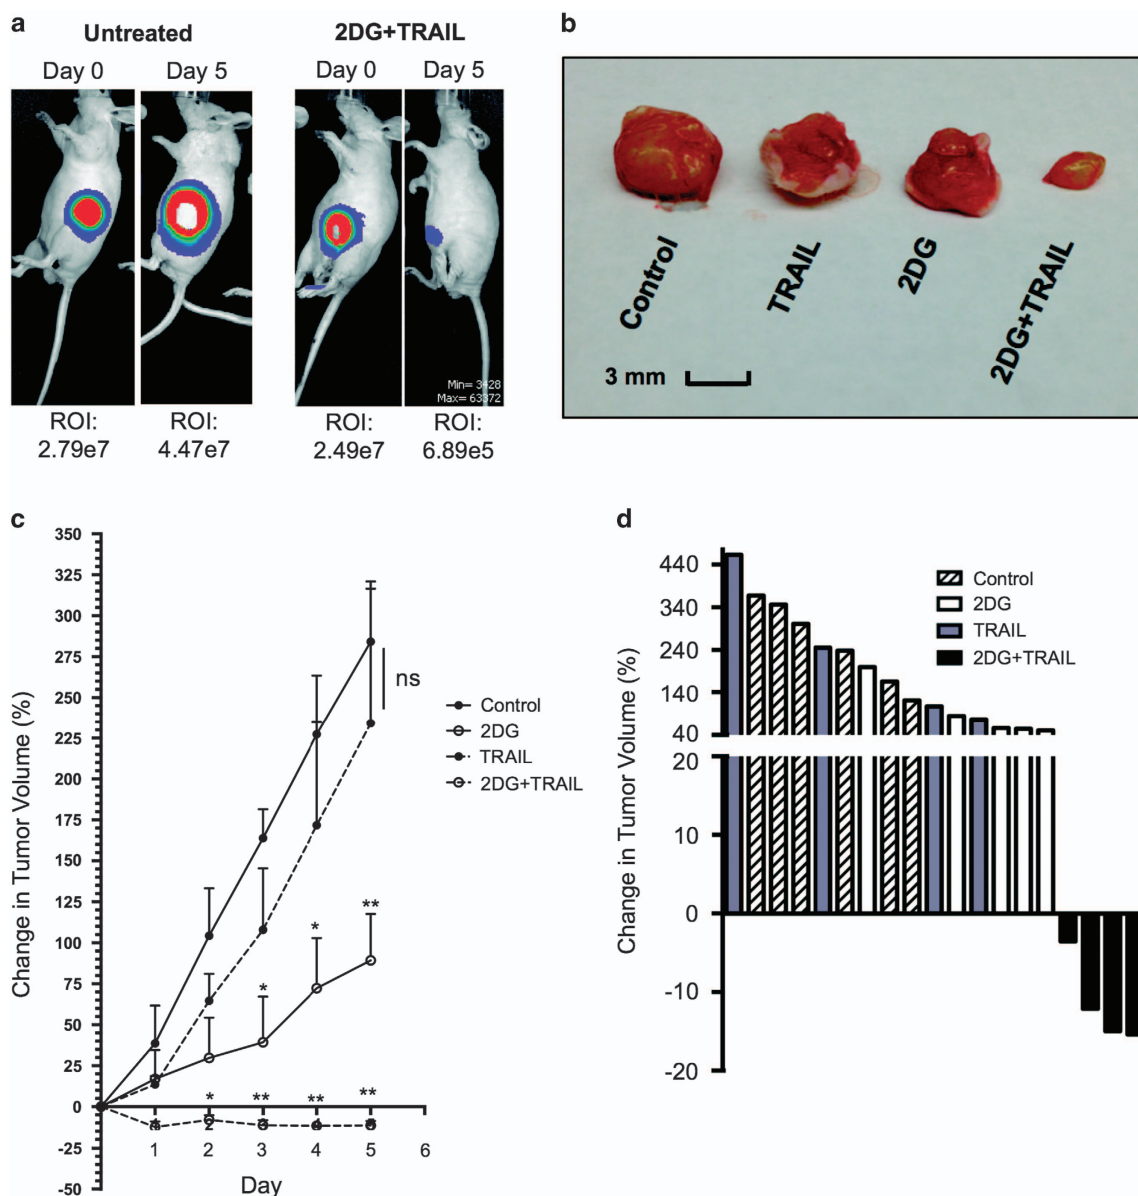 a
Untreated
2DG+TRAIL
Day 0
Day 5
Day 0
Day 5
Min= 3428
Max= 63372
ROI:
2.79e7
ROI:
4.47e7
ROI:
2.49e7
ROI:
6.89e5
b
Control
TRAIL
2DG
2DG+TRAIL
3 mm
c
Change in Tumor Volume (%)
350
325
300
275
250
225
200
175
150
125
100
75
50
25
0
-25
-50
ns
Control
2DG
TRAIL
2DG+TRAIL
*
*
**
*
**
**
**
1
2
3
4
5
6
Day
d
Change in Tumor Volume (%)
440
340
240
140
40
20
10
0
-10
-20
Control
2DG
TRAIL
2DG+TRAIL